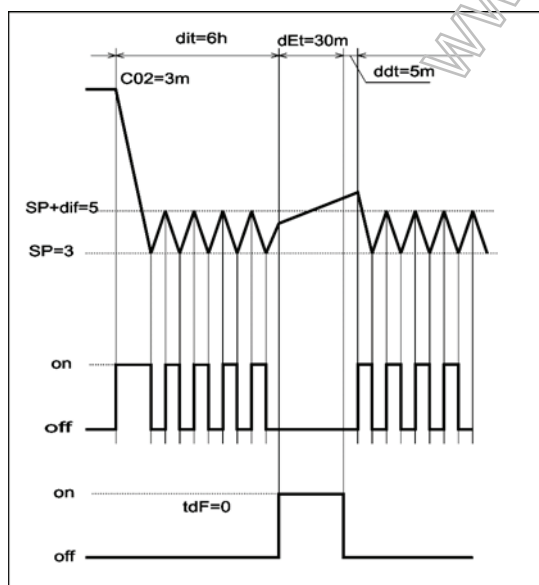 dit=6h
dEt=30m
C02=3m
ddt=5m
SP+dif=5
SP=3
on
off
on
tdF=0
off